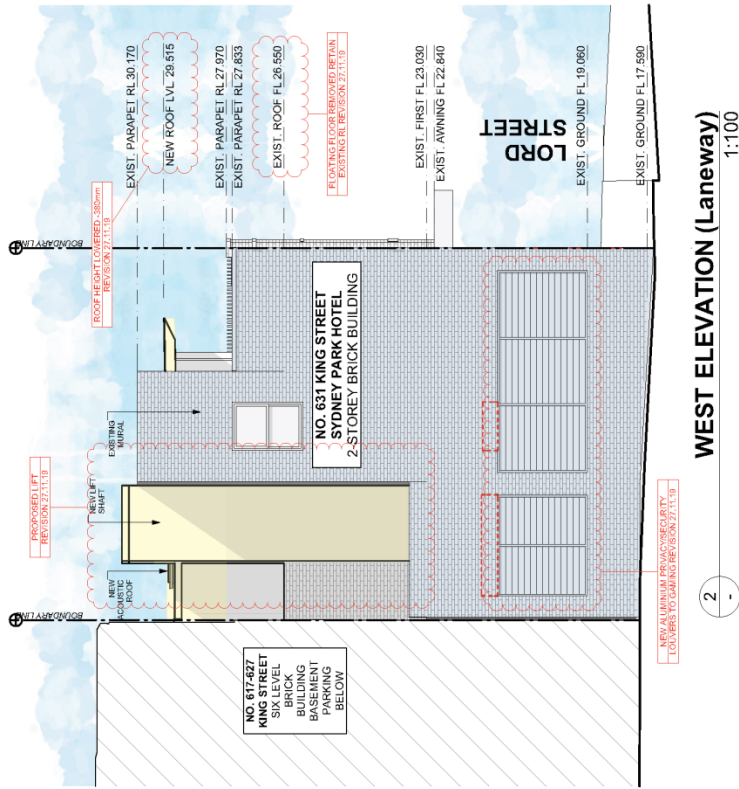 BOUNDARY LINE
BOUNDARY LINE
PROPOSED LIFT
REVISION 27.11.19
NEW LIFT
SHAFT
NEW
ACOUSTIC
ROOF
EXISTING
MURAL
ROOF HEIGHT LOWERED -380mm
REVISION 27.11.19
EXIST. PARAPET RL 30.170
NEW ROOF LVL 29.515
EXIST. PARAPET RL 27.970
EXIST. PARAPET RL 27.833
EXIST. ROOF FL 26.550
FLOATING FLOOR REMOVED RETAIN
EXISTING RL REVISION 27.11.19
EXIST. FIRST FL 23.030
EXIST. AWNING FL 22.840
LORD
STREET
EXIST. GROUND FL 19.060
EXIST. GROUND FL 17.590
NO. 617-627
KING STREET
SIX LEVEL
BRICK
BUILDING
BASEMENT
PARKING
BELOW
NO. 631 KING STREET
SYDNEY PARK HOTEL
2-STOREY BRICK BUILDING
NEW ALUMINIUM PRIVACY/SECURITY
LOUVERS TO GAMING REVISION 27.11.19
2
-
WEST ELEVATION (Laneway)
1:100